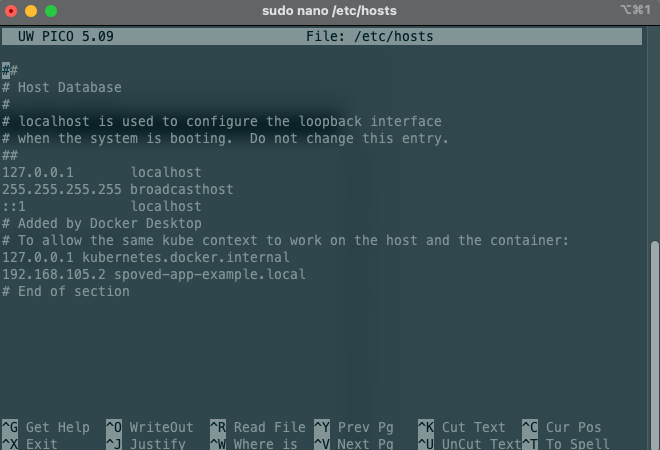 sudo nano /etc/hosts
⌥⌘1
UW PICO 5.09 File: /etc/hosts
##
# Host Database
#
# localhost is used to configure the loopback interface
# when the system is booting.  Do not change this entry.
##
127.0.0.1       localhost
255.255.255.255 broadcasthost
::1             localhost
# Added by Docker Desktop
# To allow the same kube context to work on the host and the container:
127.0.0.1 kubernetes.docker.internal
192.168.105.2 spoved-app-example.local
# End of section
^G Get Help  ^O WriteOut  ^R Read File ^Y Prev Pg   ^K Cut Text  ^C Cur Pos
^X Exit      ^J Justify   ^W Where is  ^V Next Pg   ^U UnCut Text^T To Spell